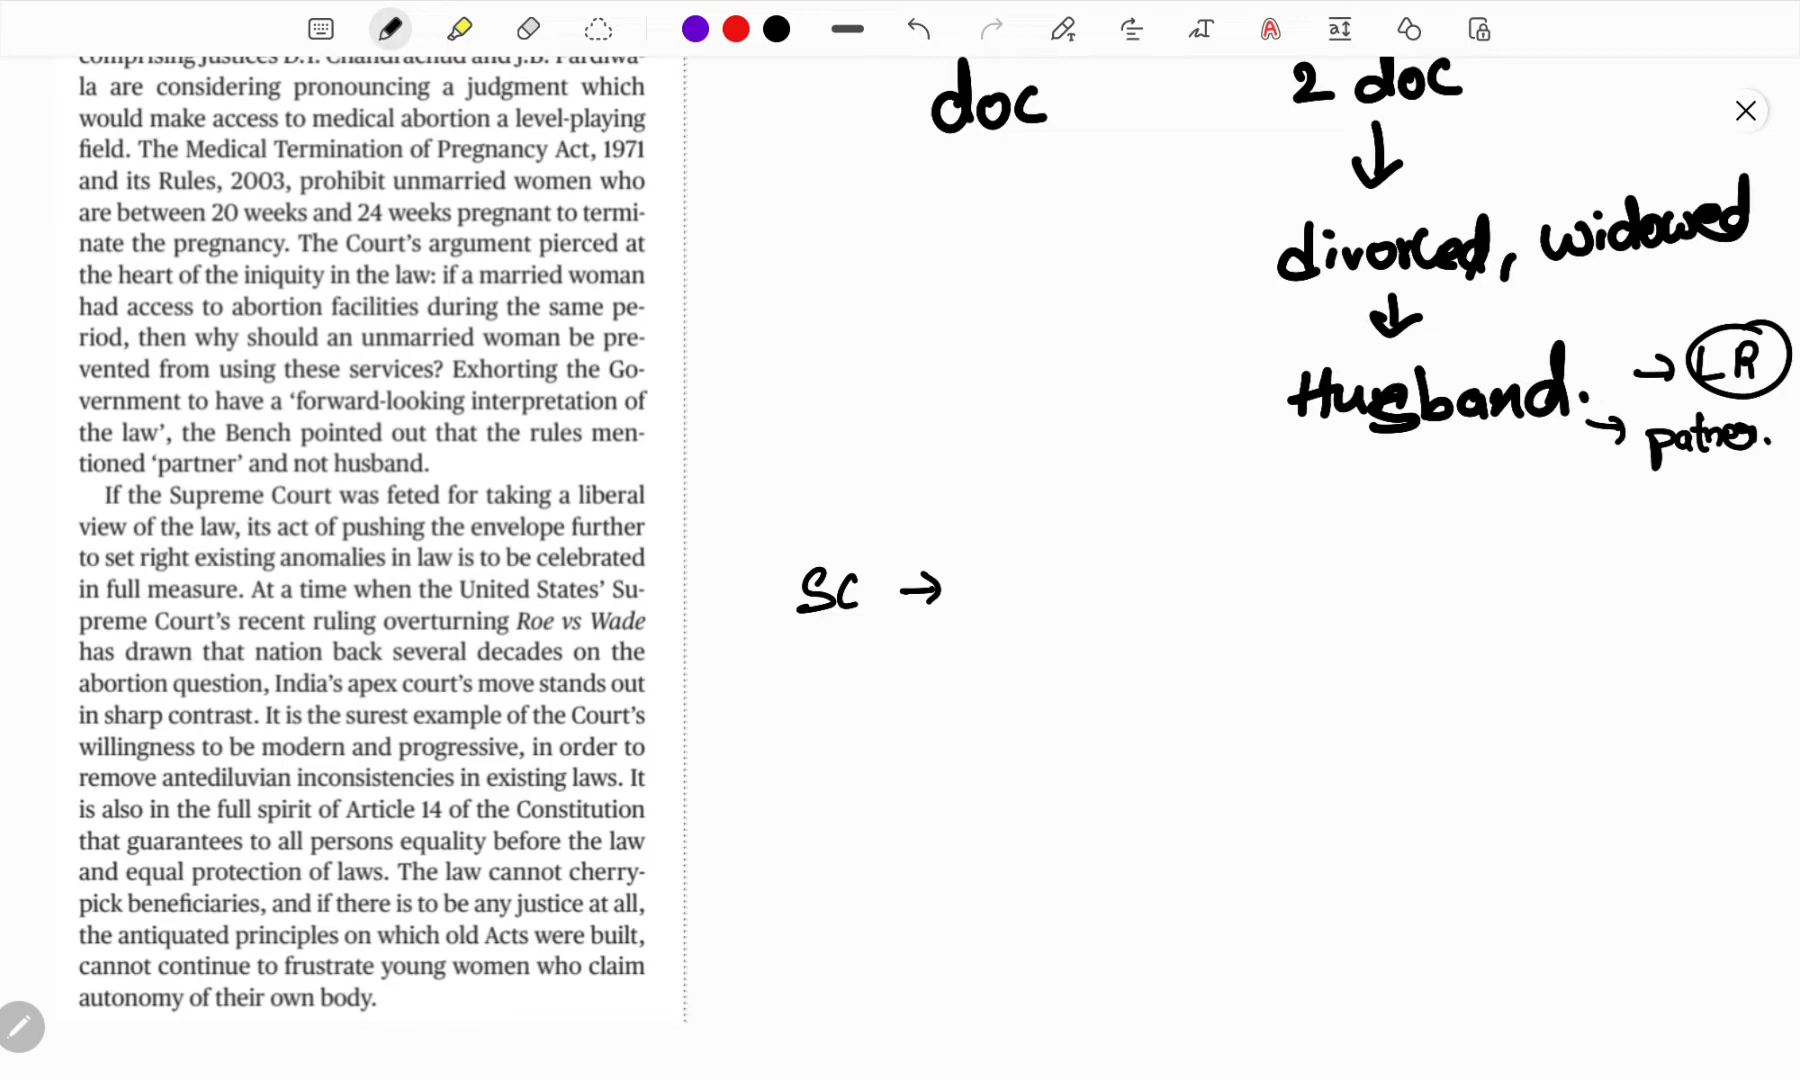 comprising Justices D.Y. Chandrachud and J.B. Pardiwa-
la are considering pronouncing a judgment which
would make access to medical abortion a level-playing
field. The Medical Termination of Pregnancy Act, 1971
and its Rules, 2003, prohibit unmarried women who
are between 20 weeks and 24 weeks pregnant to termi-
nate the pregnancy. The Court's argument pierced at
the heart of the iniquity in the law: if a married woman
had access to abortion facilities during the same pe-
riod, then why should an unmarried woman be pre-
vented from using these services? Exhorting the Go-
vernment to have a 'forward-looking interpretation of
the law', the Bench pointed out that the rules men-
tioned 'partner' and not husband.
If the Supreme Court was feted for taking a liberal
view of the law, its act of pushing the envelope further
to set right existing anomalies in law is to be celebrated
in full measure. At a time when the United States' Su-
preme Court's recent ruling overturning Roe vs Wade
has drawn that nation back several decades on the
abortion question, India's apex court's move stands out
in sharp contrast. It is the surest example of the Court's
willingness to be modern and progressive, in order to
remove antediluvian inconsistencies in existing laws. It
is also in the full spirit of Article 14 of the Constitution
that guarantees to all persons equality before the law
and equal protection of laws. The law cannot cherry-
pick beneficiaries, and if there is to be any justice at all,
the antiquated principles on which old Acts were built,
cannot continue to frustrate young women who claim
autonomy of their own body.
doc
2 doc
↓
divorced, widowed
↓
Husband. → LR
→ patner.
SC →